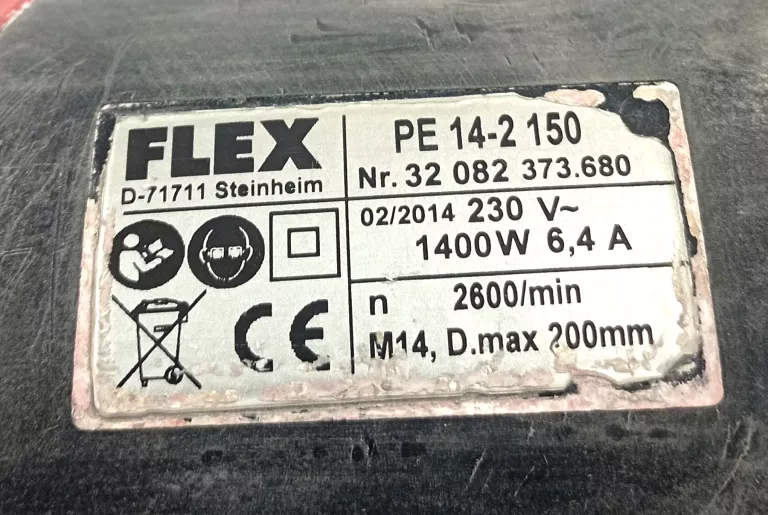 FLEX
D-71711 Steinheim
PE 14-2 150
Nr. 32 082 373.680
02/2014 230 V~
1400W 6,4 A
n 2600/min
M14, D.max 200mm
CE